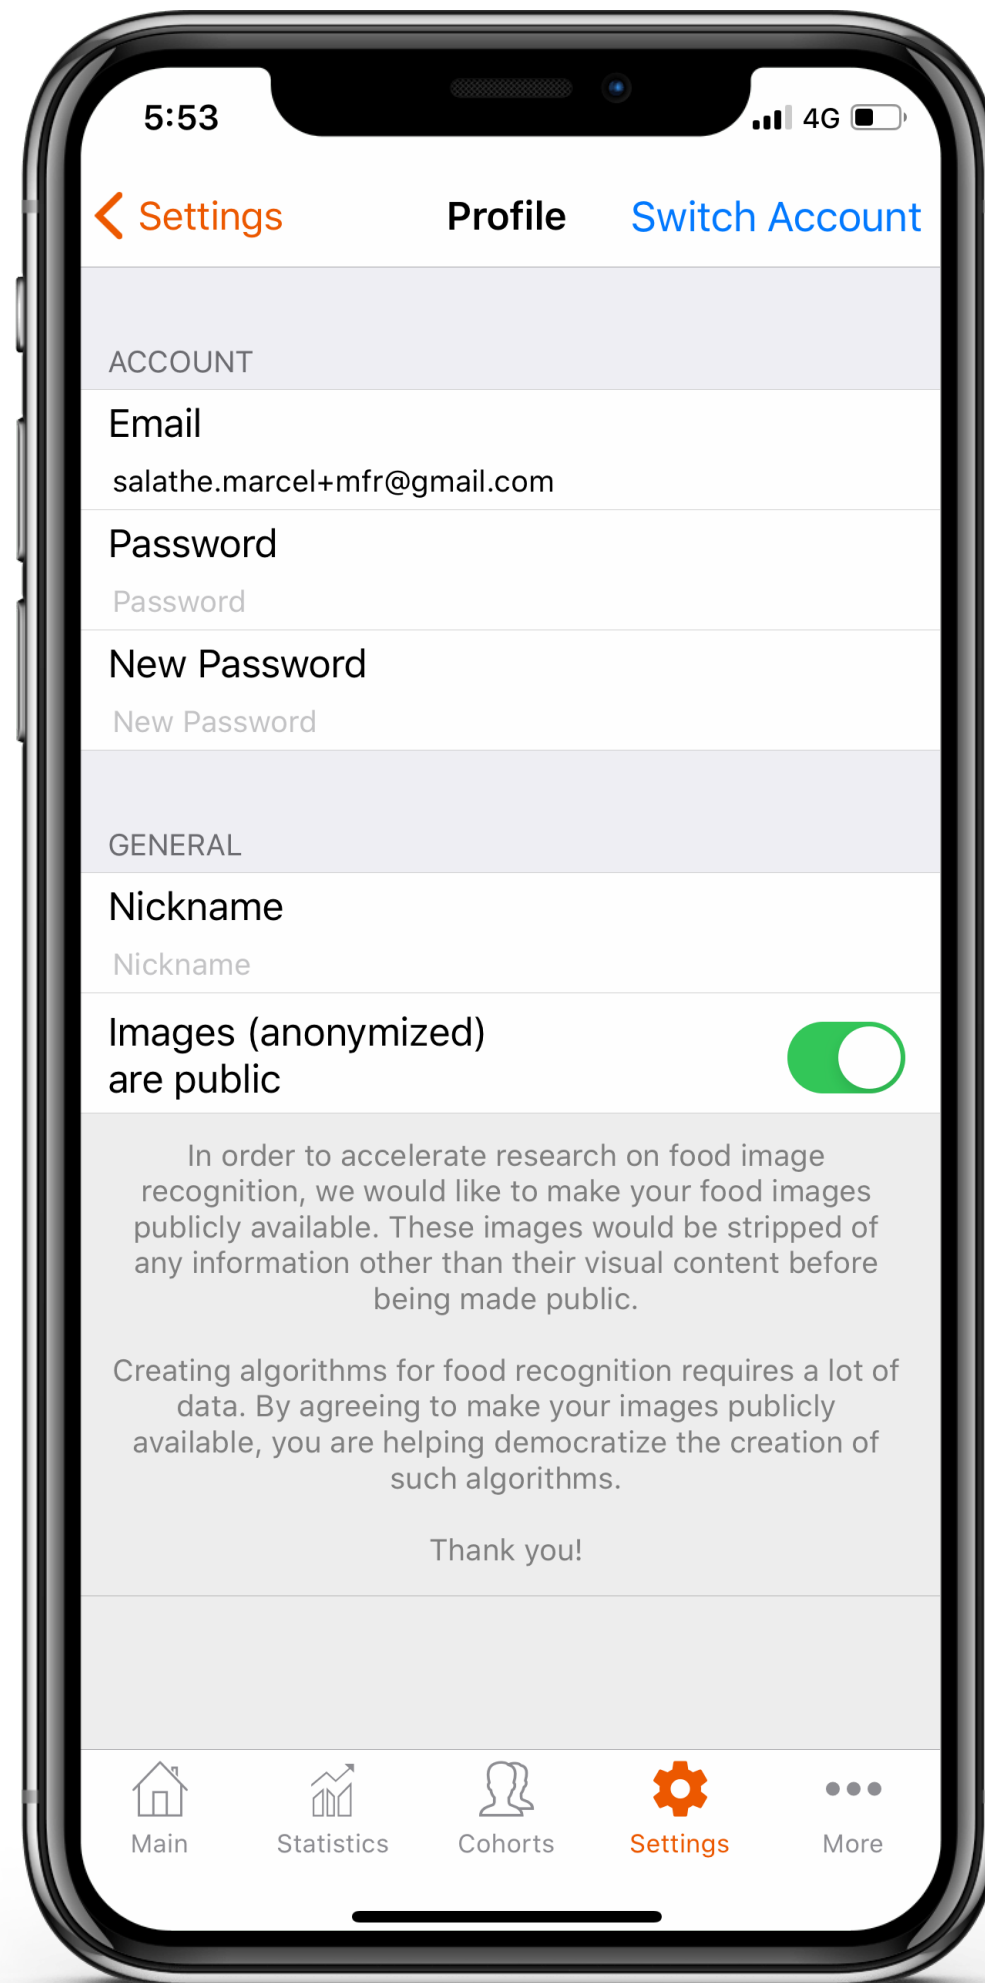 5:53
4G
Settings
Profile
Switch Account
ACCOUNT
Email
salathe.marcel+mfr@gmail.com
Password
Password
New Password
New Password
GENERAL
Nickname
Nickname
Images (anonymized)
are public
In order to accelerate research on food image
recognition, we would like to make your food images
publicly available. These images would be stripped of
any information other than their visual content before
being made public.
Creating algorithms for food recognition requires a lot of
data. By agreeing to make your images publicly
available, you are helping democratize the creation of
such algorithms.
Thank you!
Main
Statistics
Cohorts
Settings
More